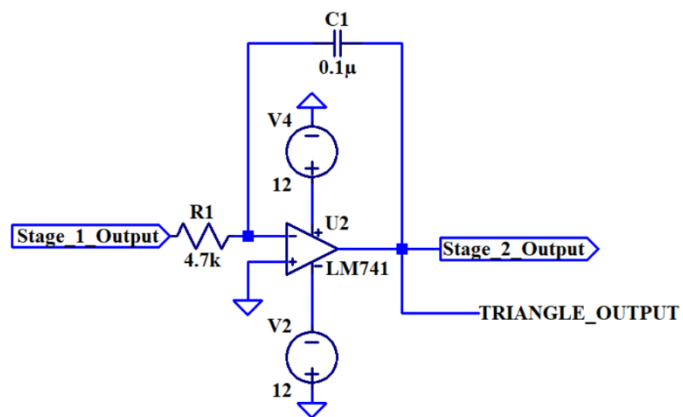 C1
0.1µ
V4
12
R1
U2
Stage_1_Output
Stage_2_Output
4.7k
LM741
TRIANGLE_OUTPUT
V2
12